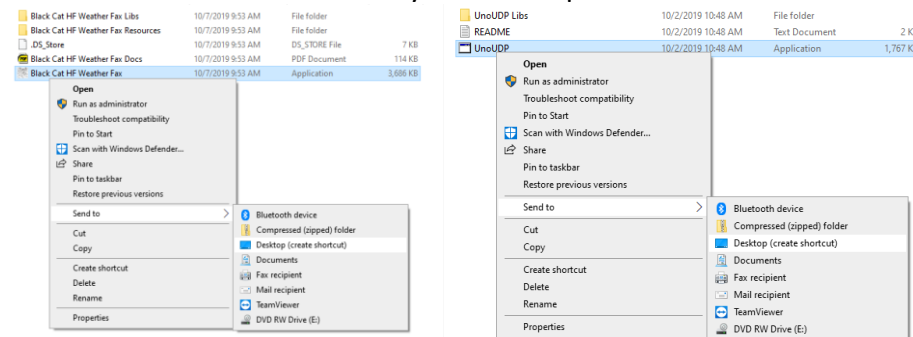 Black Cat HF Weather Fax Libs 10/7/2019 9:53 AM File folder
Black Cat HF Weather Fax Resources 10/7/2019 9:53 AM File folder
.DS_Store 10/7/2019 9:53 AM DS_STORE File 7 KB
Black Cat HF Weather Fax Docs 10/7/2019 9:53 AM PDF Document 114 KB
Black Cat HF Weather Fax 10/7/2019 9:53 AM Application 3,686 KB
Open
Run as administrator
Troubleshoot compatibility
Pin to Start
Scan with Windows Defender...
Share
Pin to taskbar
Restore previous versions
Send to
Cut
Copy
Create shortcut
Delete
Rename
Properties
Bluetooth device
Compressed (zipped) folder
Desktop (create shortcut)
Documents
Fax recipient
Mail recipient
TeamViewer
DVD RW Drive (E:)
UnoUDP Libs 10/2/2019 10:48 AM File folder
README 10/2/2019 10:48 AM Text Document 2 K
UnoUDP 10/2/2019 10:48 AM Application 1,767 K
Open
Run as administrator
Troubleshoot compatibility
Pin to Start
Scan with Windows Defender...
Share
Pin to taskbar
Restore previous versions
Send to
Cut
Copy
Create shortcut
Delete
Rename
Properties
Bluetooth device
Compressed (zipped) folder
Desktop (create shortcut)
Documents
Fax recipient
Mail recipient
TeamViewer
DVD RW Drive (E:)